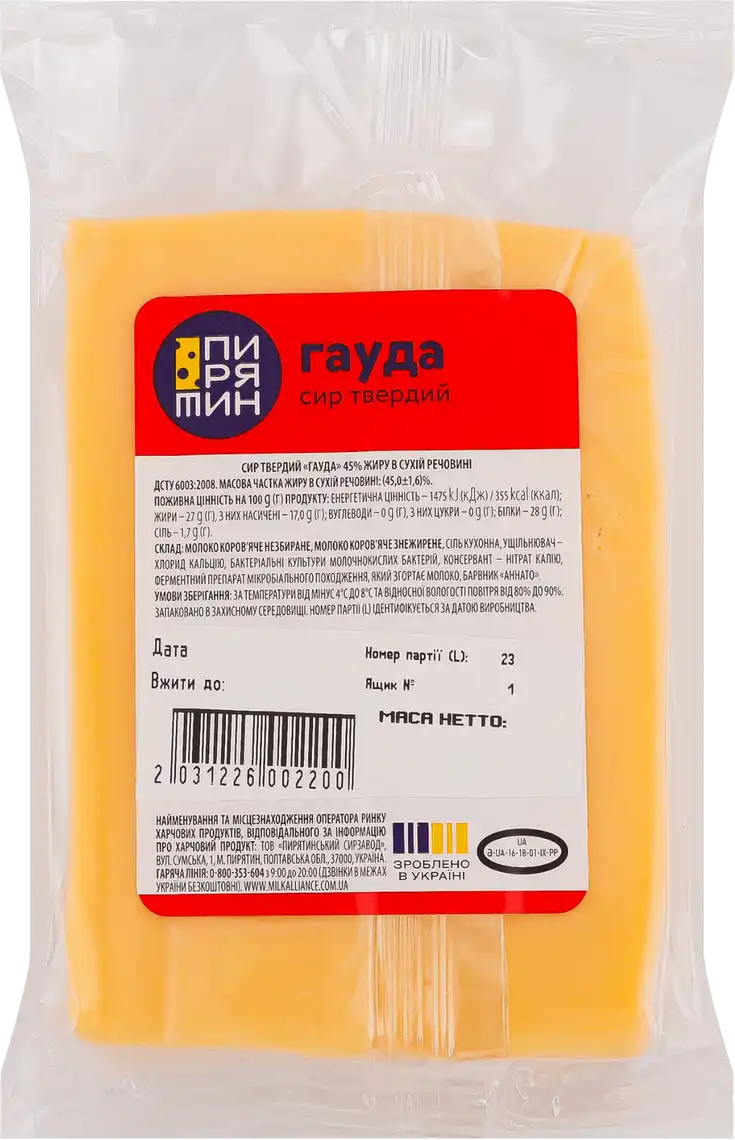 ПИ
РЯ
ТИН
гауда
сир твердий
СИР ТВЕРДИЙ «ГАУДА» 45% ЖИРУ В СУХІЙ РЕЧОВИНІ
ДСТУ 6003:2008. МАСОВА ЧАСТКА ЖИРУ В СУХІЙ РЕЧОВИНІ: (45,0±1,6)%.
ПОЖИВНА ЦІННІСТЬ НА 100 g (Г) ПРОДУКТУ: ЕНЕРГЕТИЧНА ЦІННІСТЬ – 1475 kJ (кДж) / 355 kcal (ккал);
ЖИРИ – 27 g (Г), З НИХ НАСИЧЕНІ – 17,0 g (Г); ВУГЛЕВОДИ – 0 g (Г), З НИХ ЦУКРИ – 0 g (Г); БІЛКИ – 28 g (Г);
СІЛЬ – 1,7 g (Г).
СКЛАД: МОЛОКО КОРОВ'ЯЧЕ НЕЗБИРАНЕ, МОЛОКО КОРОВ'ЯЧЕ ЗНЕЖИРЕНЕ, СІЛЬ КУХОННА, УЩІЛЬНЮВАЧ –
ХЛОРИД КАЛЬЦІЮ, БАКТЕРІАЛЬНІ КУЛЬТУРИ МОЛОЧНОКИСЛИХ БАКТЕРІЙ, КОНСЕРВАНТ – НІТРАТ КАЛІЮ,
ФЕРМЕНТНИЙ ПРЕПАРАТ МІКРОБІАЛЬНОГО ПОХОДЖЕННЯ, ЯКИЙ ЗГОРТАЄ МОЛОКО, БАРВНИК «АННАТО».
УМОВИ ЗБЕРІГАННЯ: ЗА ТЕМПЕРАТУРИ ВІД МІНУС 4°C ДО 8°C ТА ВІДНОСНОЇ ВОЛОГОСТІ ПОВІТРЯ ВІД 80% ДО 90%.
ЗАПАКОВАНО В ЗАХИСНОМУ СЕРЕДОВИЩІ. НОМЕР ПАРТІЇ (L) ІДЕНТИФІКУЄТЬСЯ ЗА ДАТОЮ ВИРОБНИЦТВА.
Дата
Номер партії (L): 23
Вжити до:
Ящик № 1
МАСА НЕТТО:
2 031226 002200
НАЙМЕНУВАННЯ ТА МІСЦЕЗНАХОДЖЕННЯ ОПЕРАТОРА РИНКУ
ХАРЧОВИХ ПРОДУКТІВ, ВІДПОВІДАЛЬНОГО ЗА ІНФОРМАЦІЮ
ПРО ХАРЧОВИЙ ПРОДУКТ: ТОВ «ПИРЯТИНСЬКИЙ СИРЗАВОД»,
ВУЛ. СУМСЬКА, 1, М. ПИРЯТИН, ПОЛТАВСЬКА ОБЛ., 37000, УКРАЇНА.
ГАРЯЧА ЛІНІЯ: 0-800-353-604 з 9:00 до 20:00 (ДЗВІНКИ В МЕЖАХ
УКРАЇНИ БЕЗКОШТОВНІ). WWW.MILKALLIANCE.COM.UA
ЗРОБЛЕНО
В УКРАЇНІ
UA
a-UA-16-18-01-IX-PP